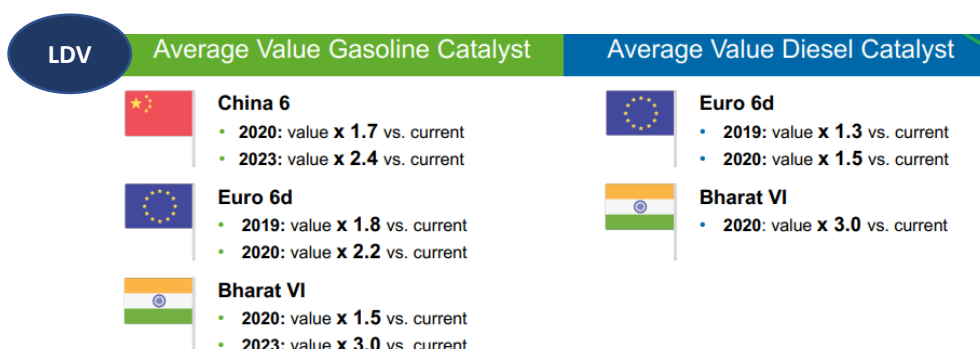 LDV
Average Value Gasoline Catalyst
Average Value Diesel Catalyst
China 6
• 2020: value x 1.7 vs. current
• 2023: value x 2.4 vs. current
Euro 6d
• 2019: value x 1.8 vs. current
• 2020: value x 2.2 vs. current
Bharat VI
• 2020: value x 1.5 vs. current
• 2023: value x 3.0 vs. current
Euro 6d
• 2019: value x 1.3 vs. current
• 2020: value x 1.5 vs. current
Bharat VI
• 2020: value x 3.0 vs. current